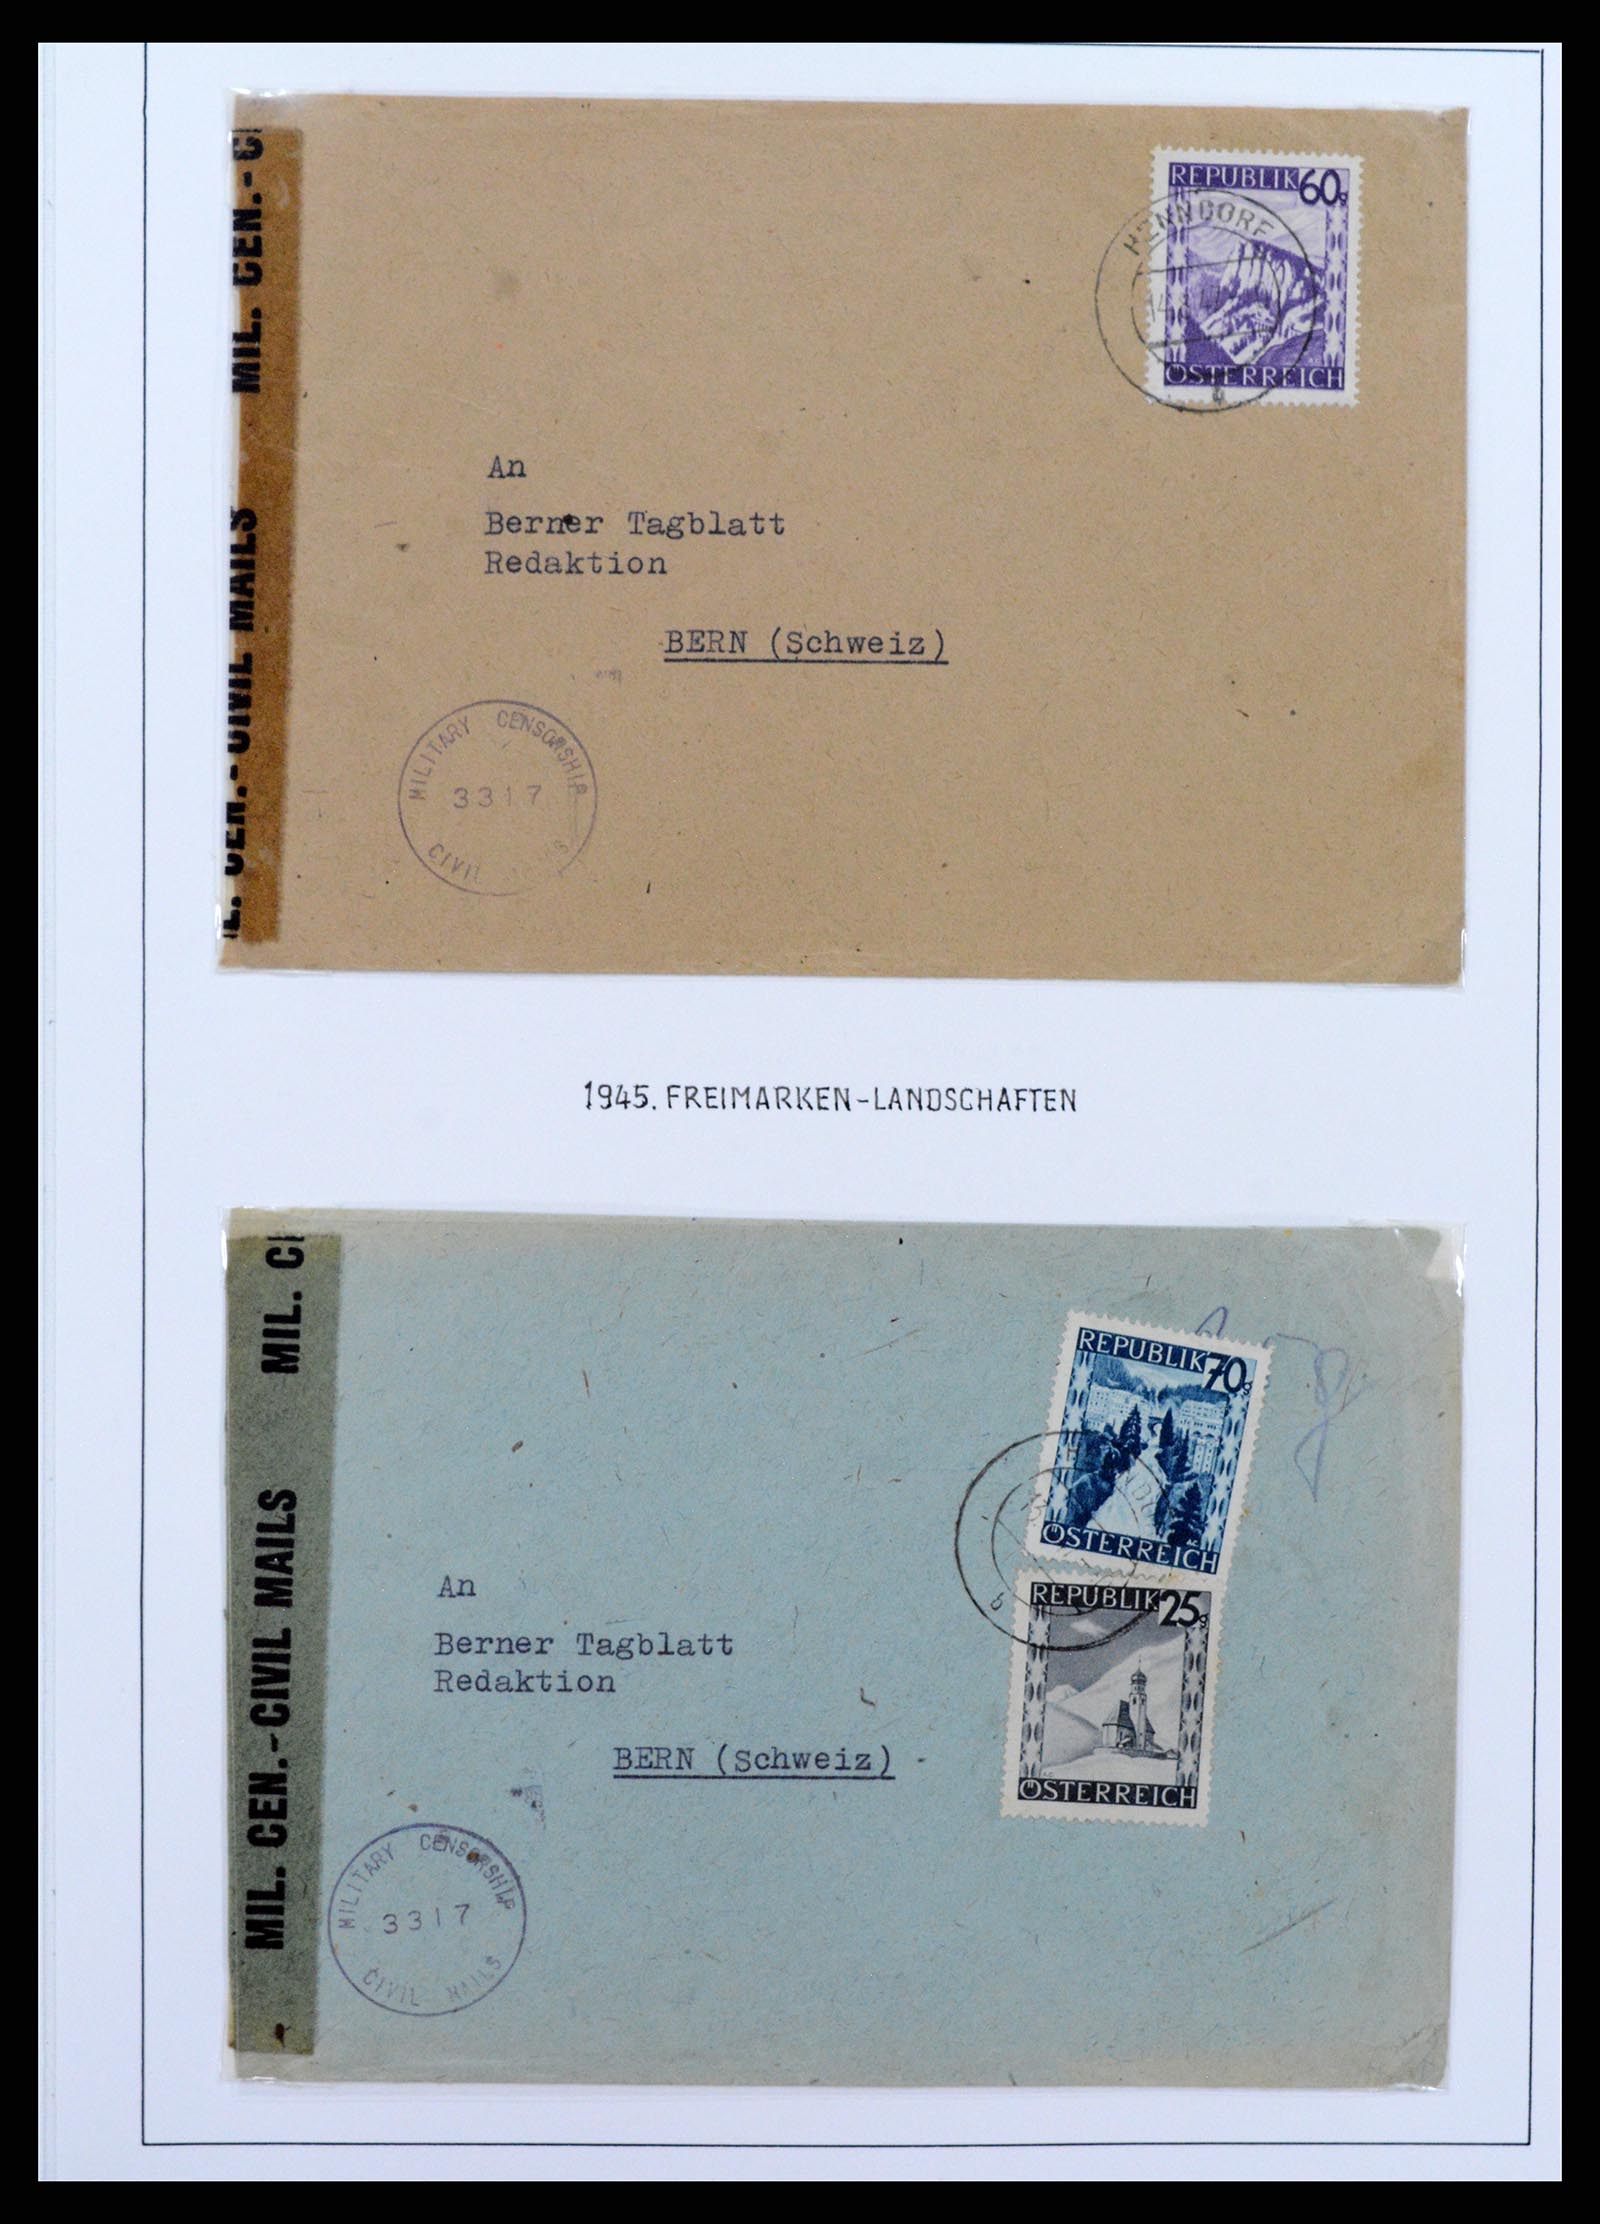 REPUBLIK 60g
HENNDORF
ÖSTERREICH
MIL. CEN.-CIVIL MAILS
An
Berner Tagblatt
Redaktion
BERN (Schweiz)
MILITARY CENSORSHIP
3317
CIVIL
1945. FREIMARKEN-LANDSCHAFTEN
REPUBLIK 70g
ÖSTERREICH
b
REPUBLIK 25g
ÖSTERREICH
MIL. CEN.-CIVIL MAILS MIL.
An
Berner Tagblatt
Redaktion
BERN (Schweiz)
MILITARY CENSORSHIP
3317
CIVIL MAILS